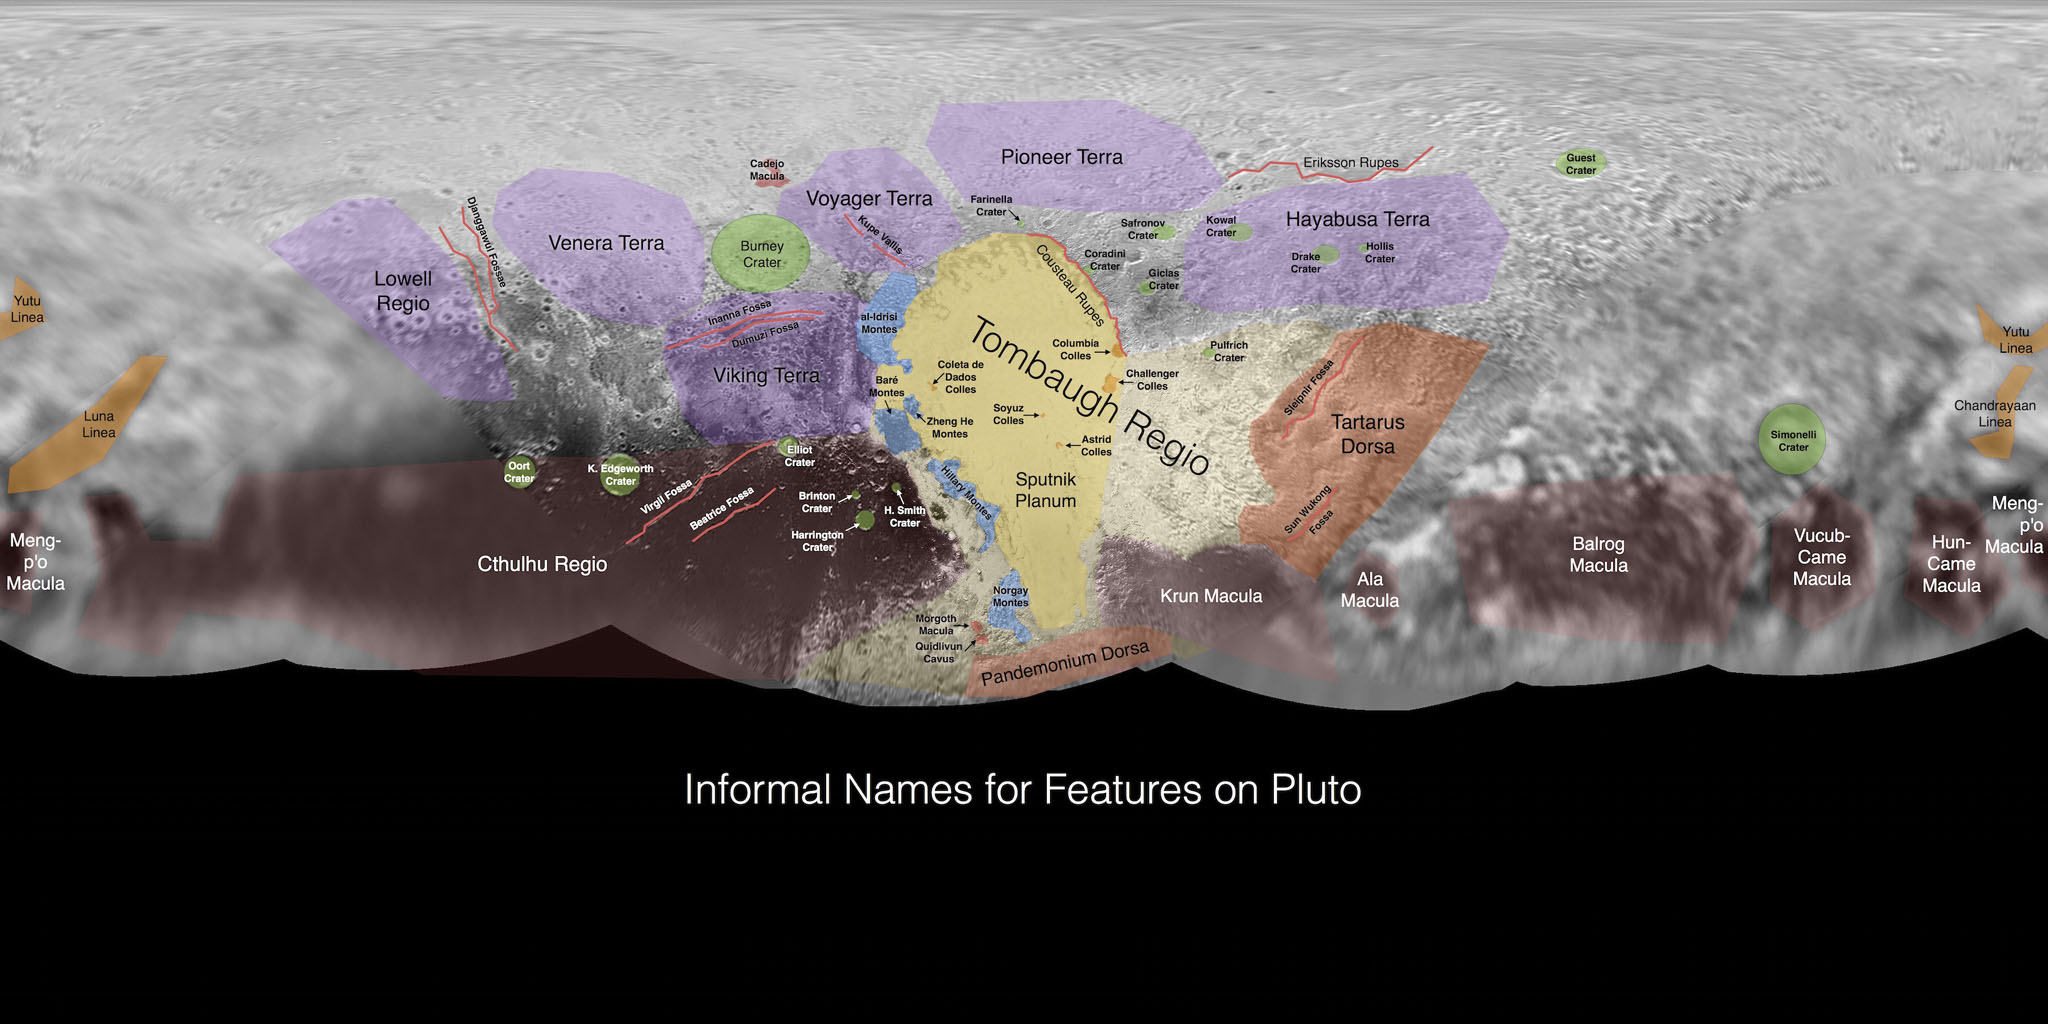 Pioneer Terra
Eriksson Rupes
Guest
Crater
Cadejo
Macula
Voyager Terra
Farinella
Crater
Djanggawul Fossae
Venera Terra
Burney
Crater
Kupe Vallis
Safronov
Crater
Kowal
Crater
Hayabusa Terra
Drake
Crater
Hollis
Crater
Coradini
Crater
Giclas
Crater
Cousteau Rupes
Lowell
Regio
Yutu
Linea
Inanna Fossa
Dumuzi Fossa
al-Idrisi
Montes
Viking Terra
Tombaugh Regio
Columbia
Colles
Pulfrich
Crater
Challenger
Colles
Coleta de
Dados
Colles
Baré
Montes
Zheng He
Montes
Soyuz
Colles
Astrid
Colles
Sleipnir Fossa
Tartarus
Dorsa
Yutu
Linea
Chandrayaan
Linea
Simonelli
Crater
Luna
Linea
Oort
Crater
K. Edgeworth
Crater
Elliot
Crater
Virgil Fossa
Beatrice Fossa
Brinton
Crater
H. Smith
Crater
Harrington
Crater
Hillary Montes
Sputnik
Planum
Sun Wukong
Fossa
Meng-
p'o
Macula
Cthulhu Regio
Norgay
Montes
Morgoth
Macula
Quidlivun
Cavus
Pandemonium Dorsa
Krun Macula
Ala
Macula
Balrog
Macula
Vucub-
Came
Macula
Hun-
Came
Macula
Meng-
p'o
Macula
Informal Names for Features on Pluto